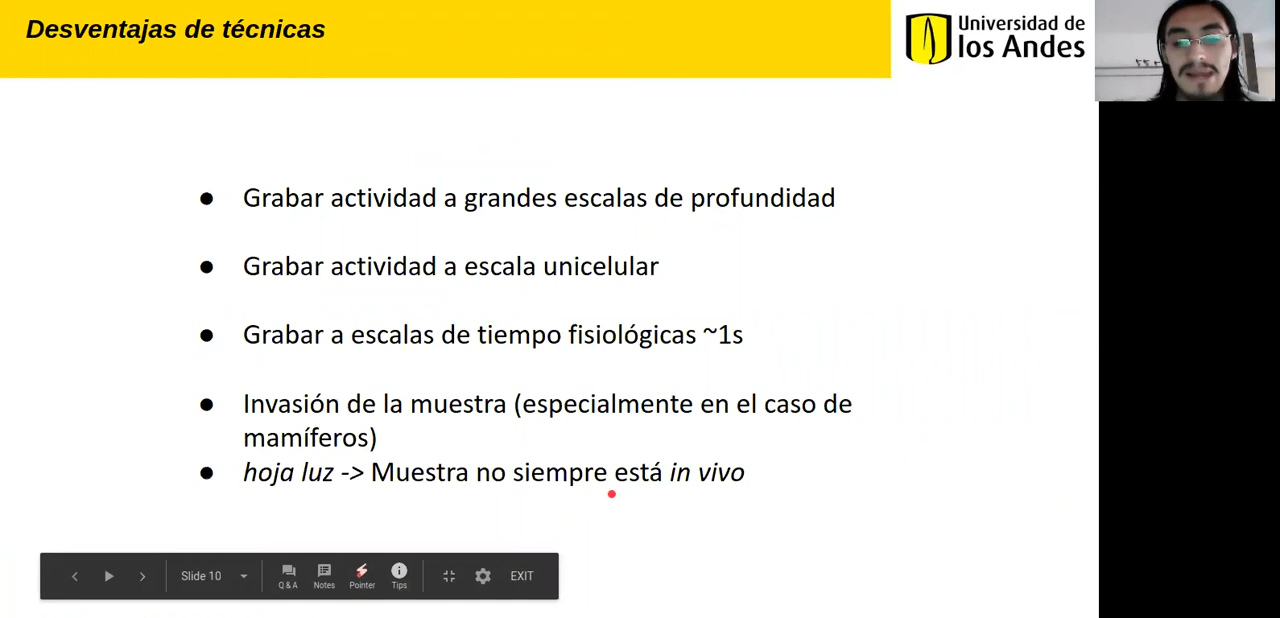 Desventajas de técnicas
Universidad de
los Andes
● Grabar actividad a grandes escalas de profundidad
● Grabar actividad a escala unicelular
● Grabar a escalas de tiempo fisiológicas ~1s
● Invasión de la muestra (especialmente en el caso de
mamíferos)
● hoja luz -> Muestra no siempre está in vivo
Slide 10
Q & A
Notes
Pointer
Tips
EXIT